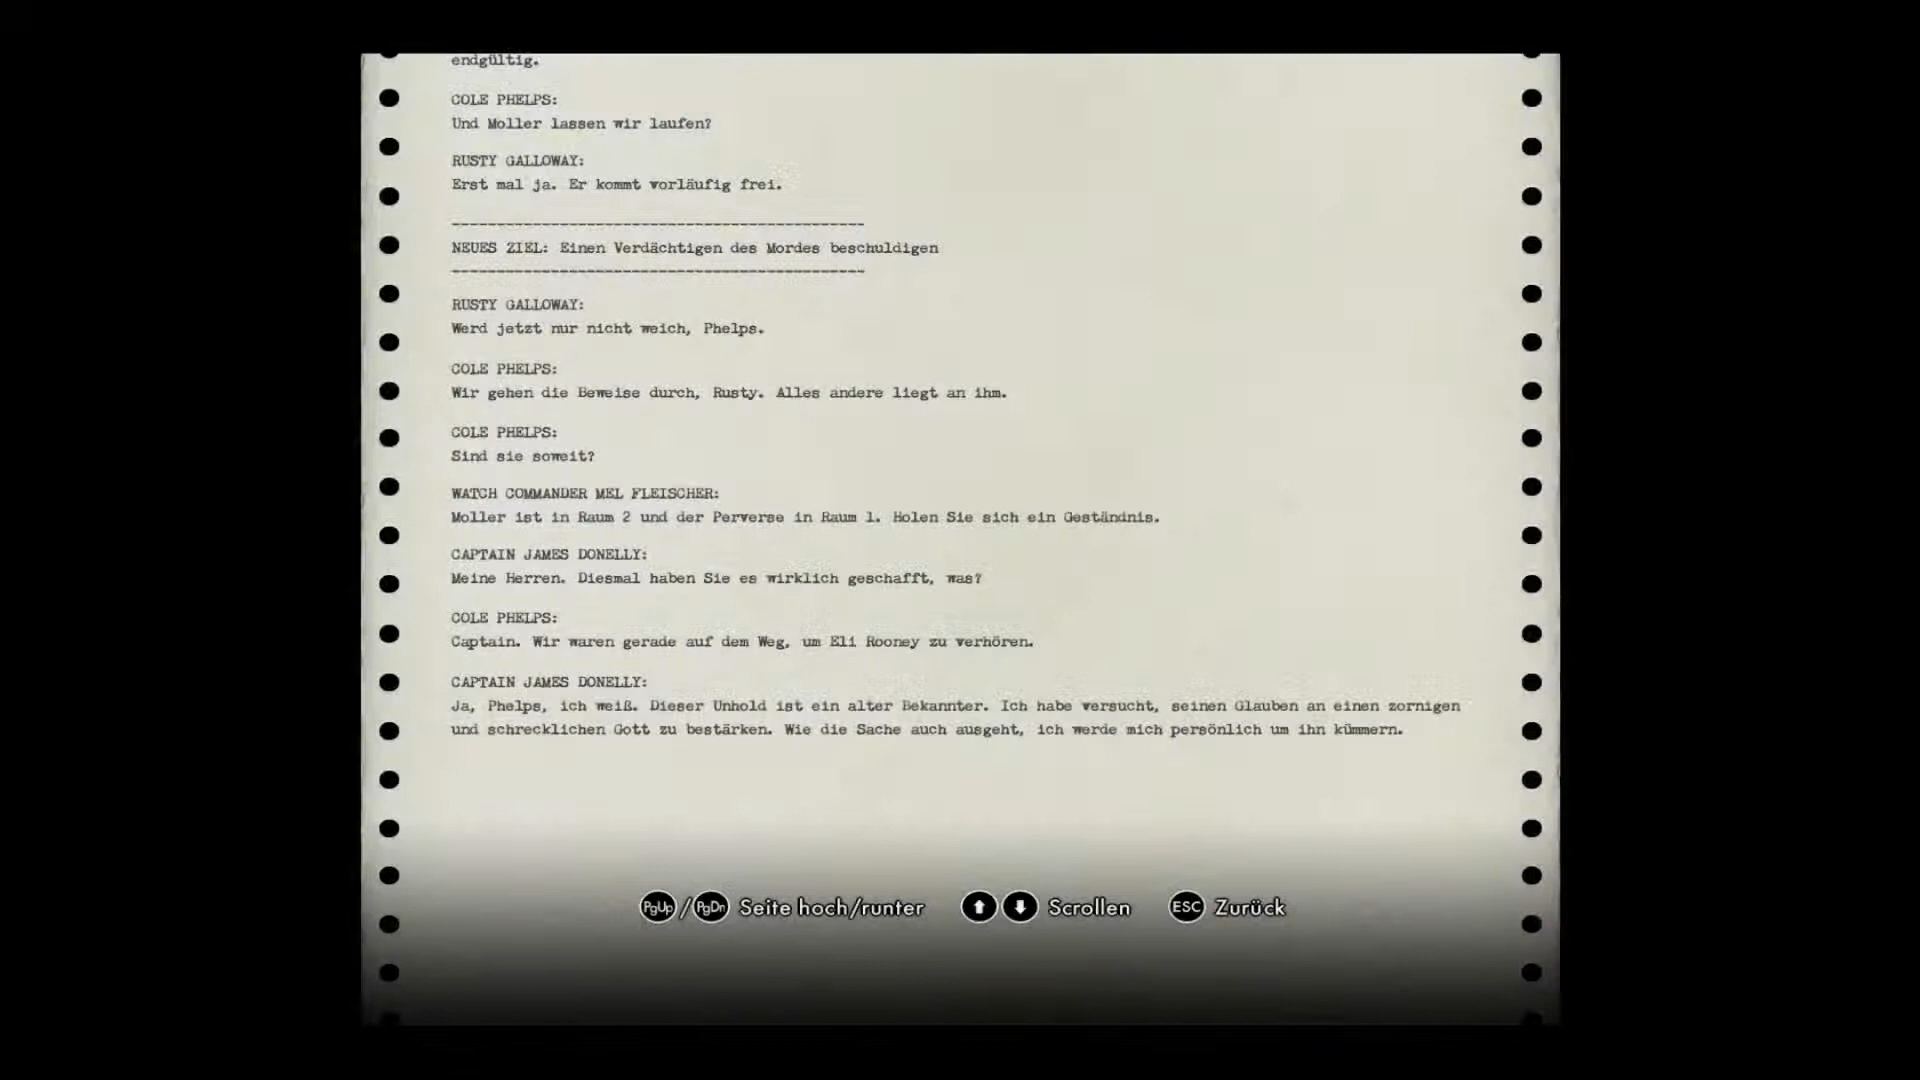 endgültig.
COLE PHELPS:
Und Moller lassen wir laufen?
RUSTY GALLOWAY:
Erst mal ja. Er kommt vorläufig frei.
----------------------------------------------
NEUES ZIEL: Einen Verdächtigen des Mordes beschuldigen
----------------------------------------------
RUSTY GALLOWAY:
Werd jetzt nur nicht weich, Phelps.
COLE PHELPS:
Wir gehen die Beweise durch, Rusty. Alles andere liegt an ihm.
COLE PHELPS:
Sind sie soweit?
WATCH COMMANDER MEL FLEISCHER:
Moller ist in Raum 2 und der Perverse in Raum 1. Holen Sie sich ein Geständnis.
CAPTAIN JAMES DONELLY:
Meine Herren. Diesmal haben Sie es wirklich geschafft, was?
COLE PHELPS:
Captain. Wir waren gerade auf dem Weg, um Eli Rooney zu verhören.
CAPTAIN JAMES DONELLY:
Ja, Phelps, ich weiß. Dieser Unhold ist ein alter Bekannter. Ich habe versucht, seinen Glauben an einen zornigen
und schrecklichen Gott zu bestärken. Wie die Sache auch ausgeht, ich werde mich persönlich um ihn kümmern.
PgUp/PgDn Seite hoch/runter ⬆ ⬇ Scrollen ESC Zurück